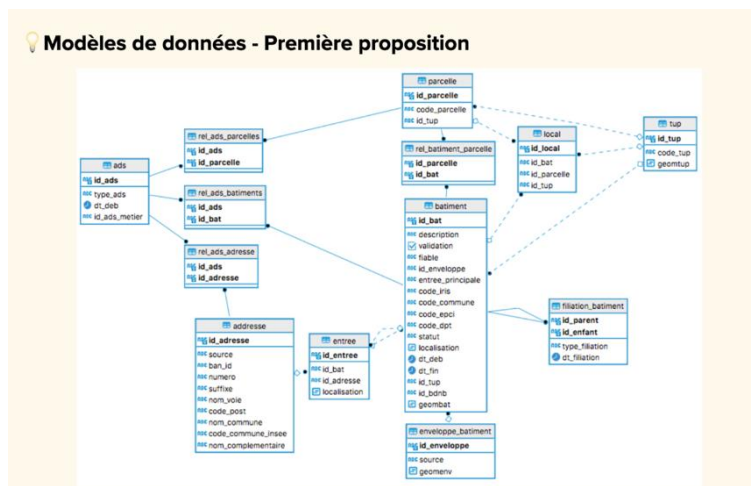 Modèles de données - Première proposition
parcelle
id_parcelle
code_parcelle
id_tup
rel_ads_parcelles
id_ads
id_parcelle
ads
id_ads
type_ads
dt_deb
id_ads_metier
rel_ads_batiments
id_ads
id_bat
rel_ads_adresse
id_ads
id_adresse
rel_batiment_parcelle
id_parcelle
id_bat
local
id_local
id_bat
id_parcelle
id_tup
tup
id_tup
code_tup
geomtup
batiment
id_bat
description
validation
fiable
id_enveloppe
entree_principale
code_iris
code_commune
code_epci
code_dpt
statut
localisation
dt_deb
dt_fin
id_tup
id_bdnb
geombat
filiation_batiment
id_parent
id_enfant
type_filiation
dt_filiation
addresse
id_adresse
source
ban_id
numero
suffixe
nom_voie
code_post
nom_commune
code_commune_insee
nom_complementaire
entree
id_entree
id_bat
id_adresse
localisation
enveloppe_batiment
id_enveloppe
source
geomenv